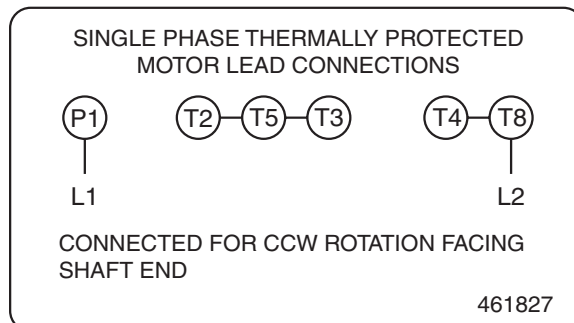 SINGLE PHASE THERMALLY PROTECTED
MOTOR LEAD CONNECTIONS
P1 T2 T5 T3 T4 T8
L1 L2
CONNECTED FOR CCW ROTATION FACING
SHAFT END
461827